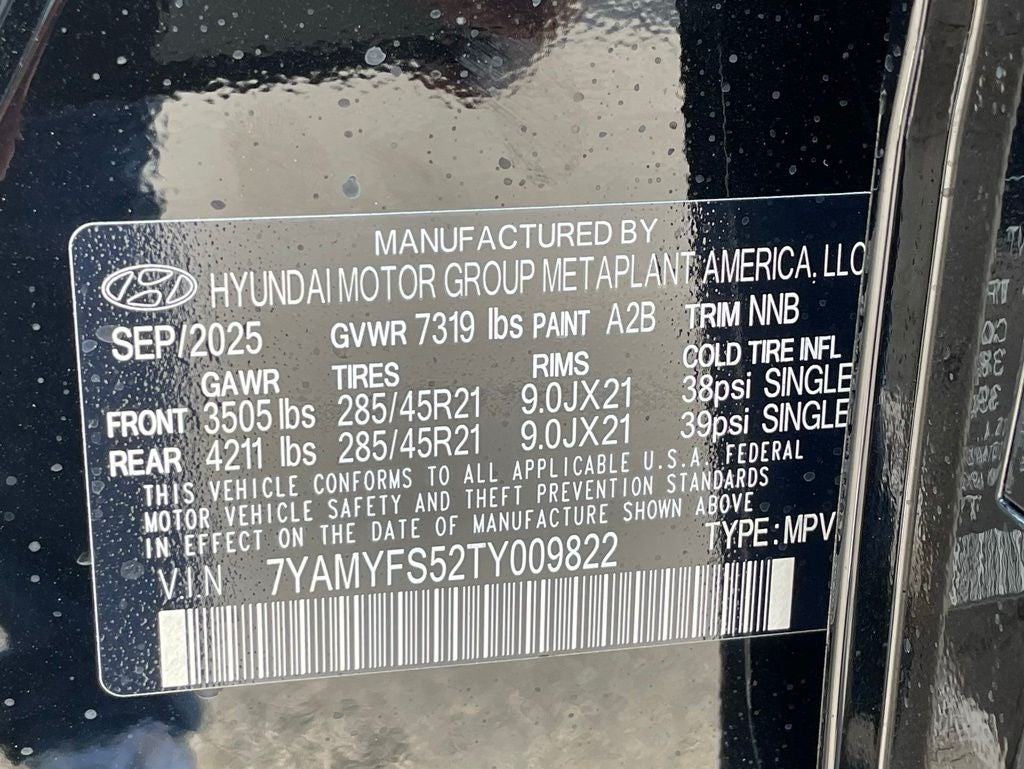 MANUFACTURED BY
HYUNDAI MOTOR GROUP METAPLANT AMERICA, LLC
SEP/2025 GVWR 7319 lbs PAINT A2B TRIM NNB
GAWR TIRES RIMS COLD TIRE INFL
FRONT 3505 lbs 285/45R21 9.0JX21 38psi SINGLE
REAR 4211 lbs 285/45R21 9.0JX21 39psi SINGLE
THIS VEHICLE CONFORMS TO ALL APPLICABLE U.S.A. FEDERAL
MOTOR VEHICLE SAFETY AND THEFT PREVENTION STANDARDS
IN EFFECT ON THE DATE OF MANUFACTURE SHOWN ABOVE
VIN 7YAMYFS52TY009822 TYPE:MPV